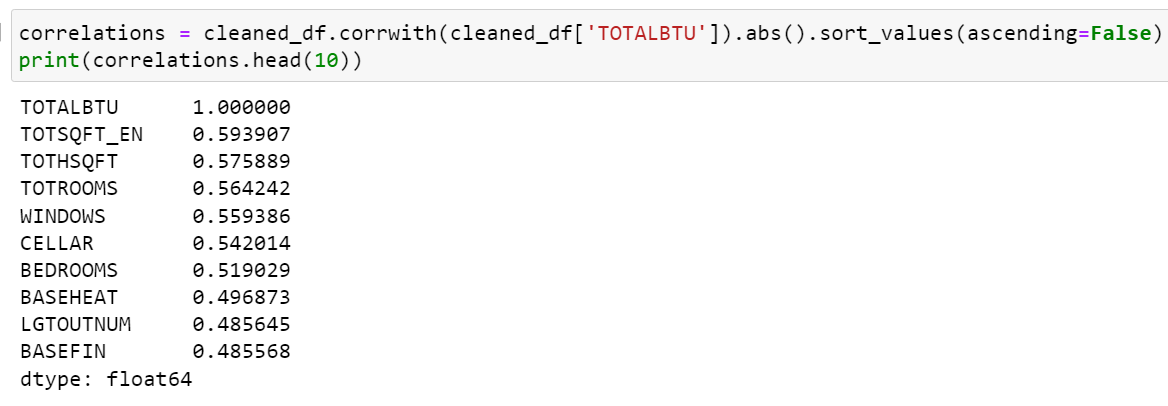 correlations = cleaned_df.corrwith(cleaned_df['TOTALBTU']).abs().sort_values(ascending=False)
print(correlations.head(10))
TOTALBTU      1.000000
TOTSQFT_EN    0.593907
TOTHSQFT      0.575889
TOTROOMS      0.564242
WINDOWS       0.559386
CELLAR        0.542014
BEDROOMS      0.519029
BASEHEAT      0.496873
LGTOUTNUM     0.485645
BASEFIN       0.485568
dtype: float64